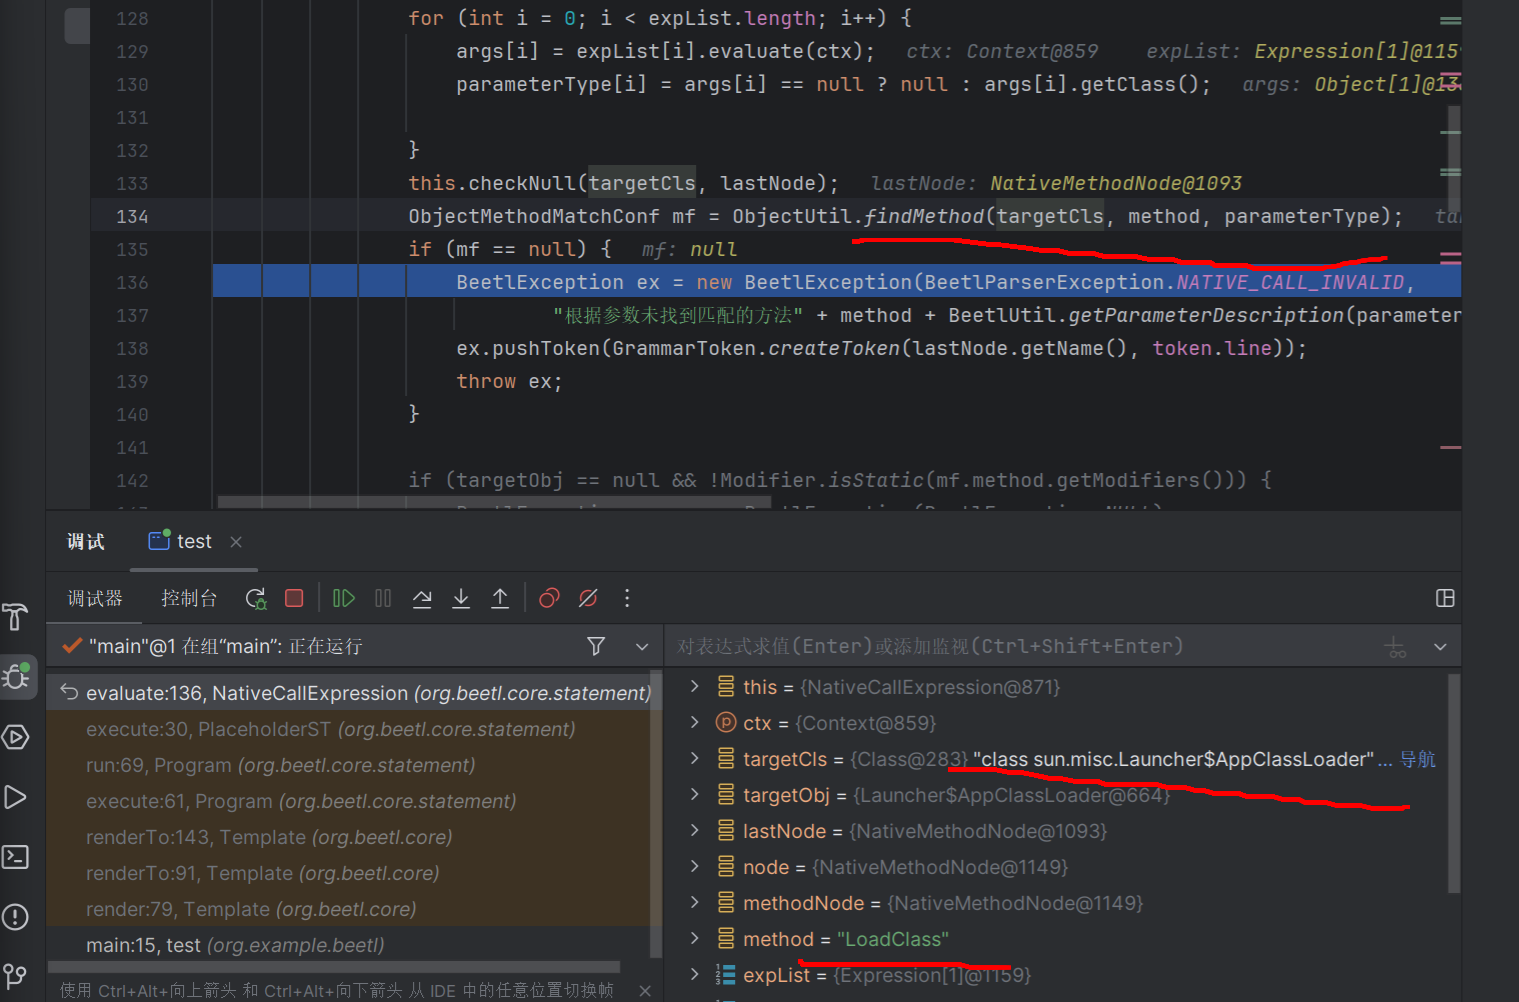 128 for (int i = 0; i < expList.length; i++) {
129 args[i] = expList[i].evaluate(ctx); ctx: Context@859 expList: Expression[1]@1159
130 parameterType[i] = args[i] == null ? null : args[i].getClass(); args: Object[1]@13
131
132 }
133 this.checkNull(targetCls, lastNode); lastNode: NativeMethodNode@1093
134 ObjectMethodMatchConf mf = ObjectUtil.findMethod(targetCls, method, parameterType); ta
135 if (mf == null) { mf: null
136 BeetlException ex = new BeetlException(BeetlParserException.NATIVE_CALL_INVALID,
137 "根据参数未找到匹配的方法" + method + BeetlUtil.getParameterDescription(parameter
138 ex.pushToken(GrammarToken.createToken(lastNode.getName(), token.line));
139 throw ex;
140 }
141
142 if (targetObj == null && !Modifier.isStatic(mf.method.getModifiers())) {
调试 test
调试器 控制台
"main"@1 在组“main”: 正在运行
对表达式求值(Enter)或添加监视(Ctrl+Shift+Enter)
evaluate:136, NativeCallExpression (org.beetl.core.statement)
execute:30, PlaceholderST (org.beetl.core.statement)
run:69, Program (org.beetl.core.statement)
execute:61, Program (org.beetl.core.statement)
renderTo:143, Template (org.beetl.core)
renderTo:91, Template (org.beetl.core)
render:79, Template (org.beetl.core)
main:15, test (org.example.beetl)
使用 Ctrl+Alt+向上箭头 和 Ctrl+Alt+向下箭头 从 IDE 中的任意位置切换帧
this = {NativeCallExpression@871}
ctx = {Context@859}
targetCls = {Class@283} "class sun.misc.Launcher$AppClassLoader"... 导航
targetObj = {Launcher$AppClassLoader@664}
lastNode = {NativeMethodNode@1093}
node = {NativeMethodNode@1149}
methodNode = {NativeMethodNode@1149}
method = "LoadClass"
expList = {Expression[1]@1159}